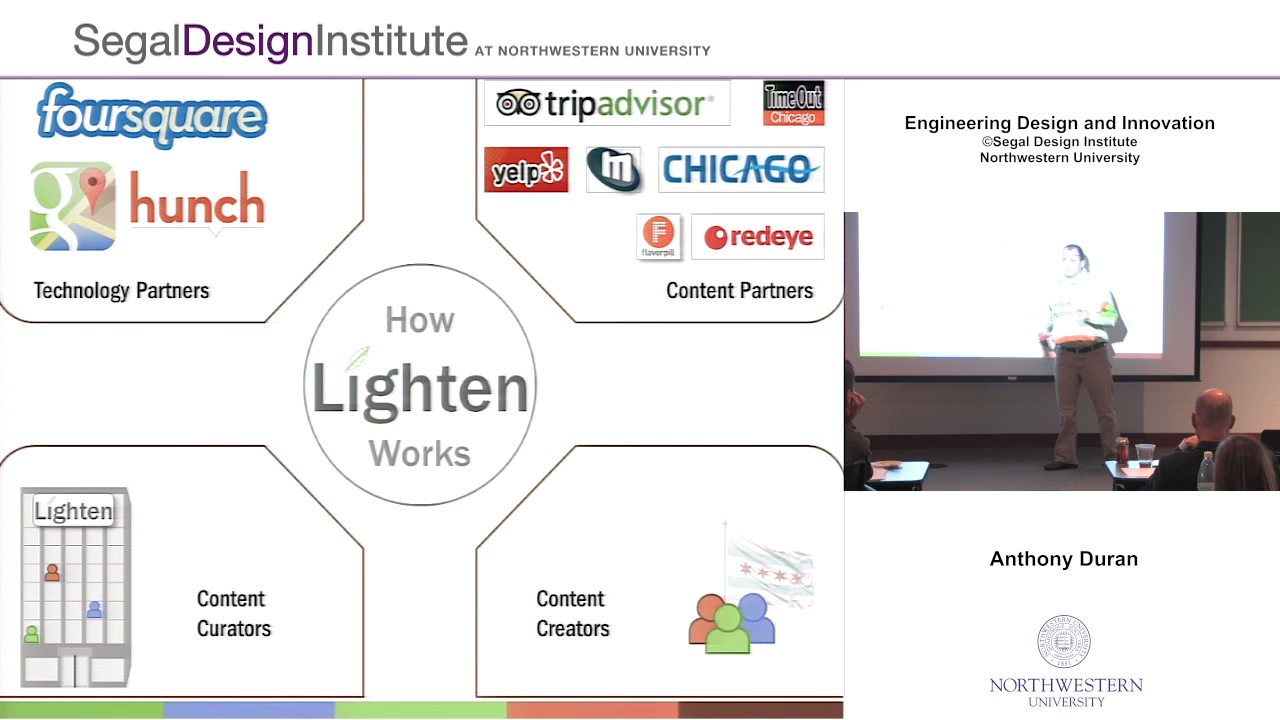 SegalDesignInstitute AT NORTHWESTERN UNIVERSITY
foursquare
g hunch
Technology Partners
tripadvisor®
TimeOut
Chicago
yelp
m
CHICAGO
F
flavorpill
redeye
Content Partners
How
Lighten
Works
Lighten
Content
Curators
Content
Creators
Engineering Design and Innovation
©Segal Design Institute
Northwestern University
Anthony Duran
NORTHWESTERN
UNIVERSITY